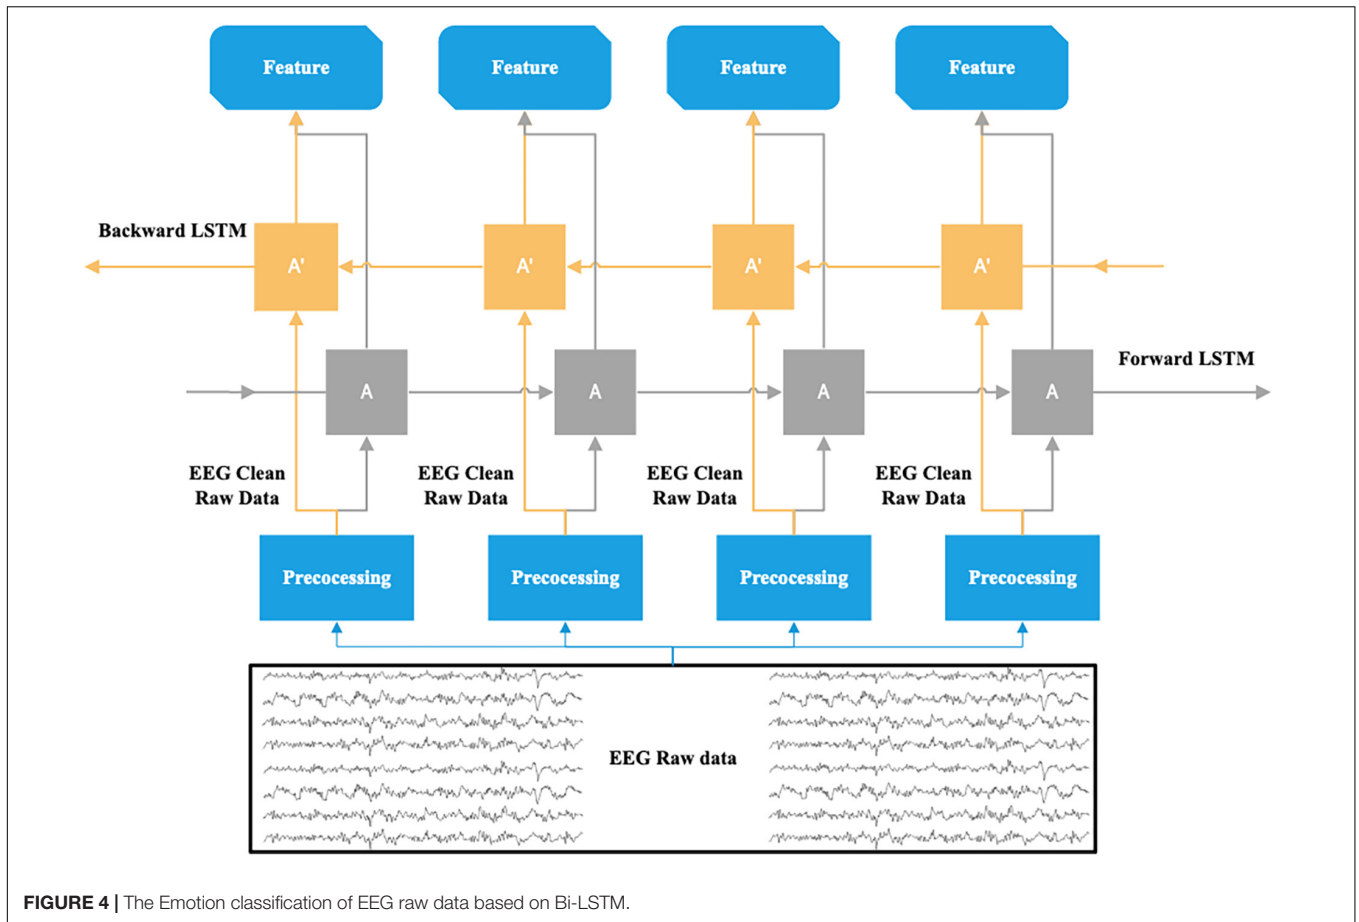 Feature Feature Feature Feature
Backward LSTM
A' A' A' A'
Forward LSTM
A A A A
EEG Clean EEG Clean EEG Clean EEG Clean
Raw Data Raw Data Raw Data Raw Data
Precocessing Precocessing Precocessing Precocessing
EEG Raw data
FIGURE 4 | The Emotion classification of EEG raw data based on Bi-LSTM.